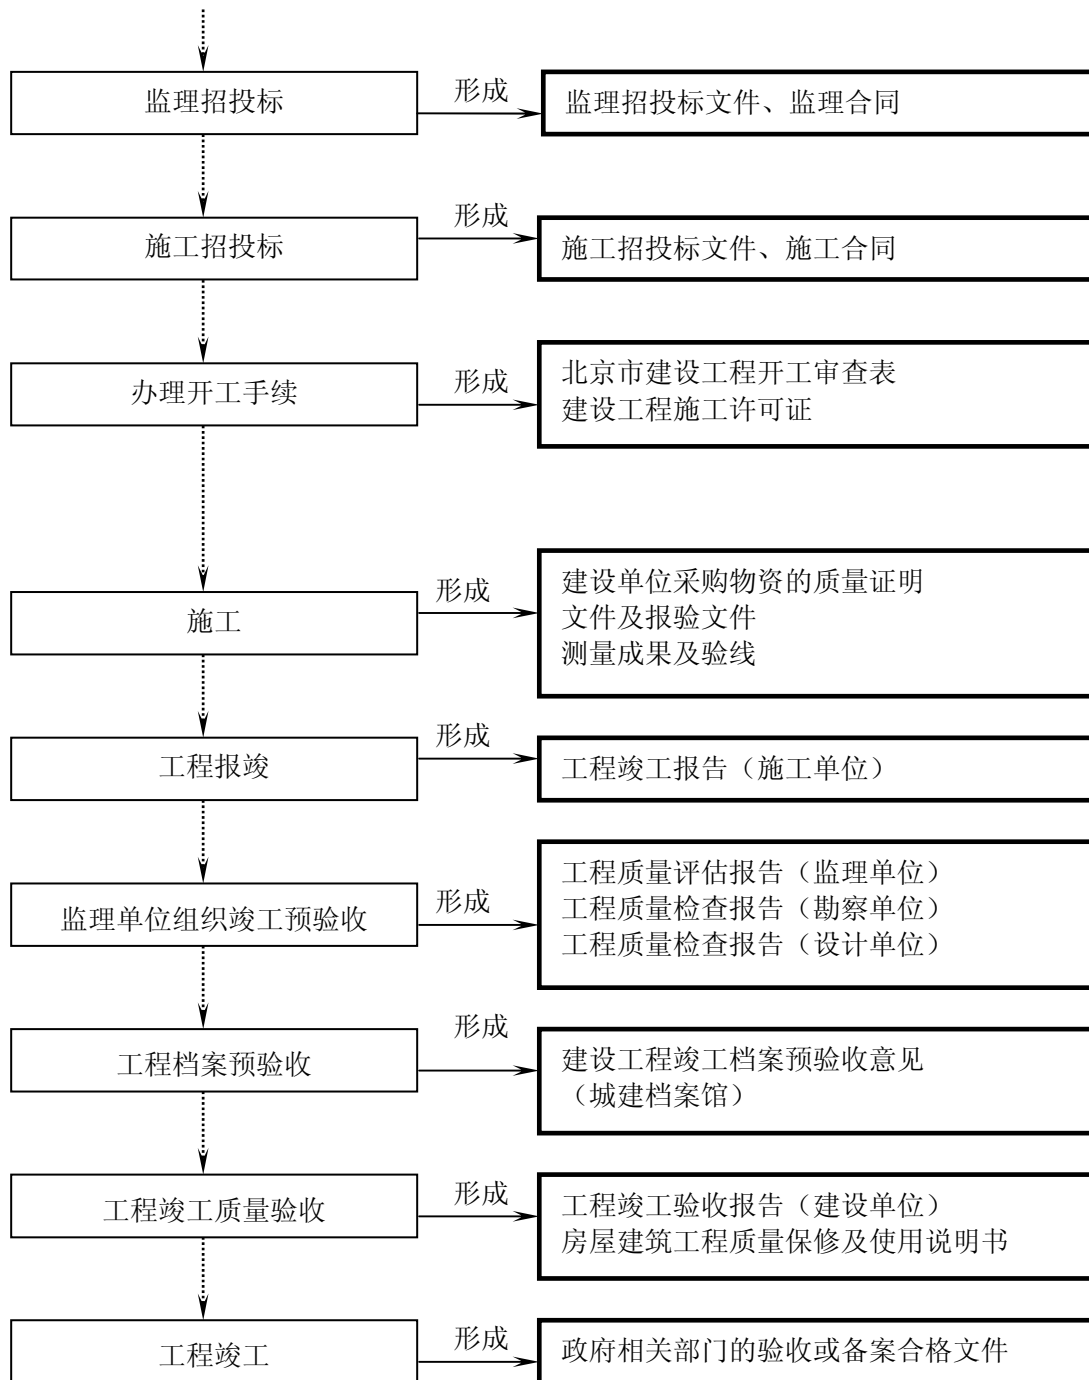 监理招投标
形成
监理招投标文件、监理合同
施工招投标
形成
施工招投标文件、施工合同
办理开工手续
形成
北京市建设工程开工审查表
建设工程施工许可证
施工
形成
建设单位采购物资的质量证明
文件及报验文件
测量成果及验线
工程报竣
形成
工程竣工报告（施工单位）
监理单位组织竣工预验收
形成
工程质量评估报告（监理单位）
工程质量检查报告（勘察单位）
工程质量检查报告（设计单位）
工程档案预验收
形成
建设工程竣工档案预验收意见
（城建档案馆）
工程竣工质量验收
形成
工程竣工验收报告（建设单位）
房屋建筑工程质量保修及使用说明书
工程竣工
形成
政府相关部门的验收或备案合格文件